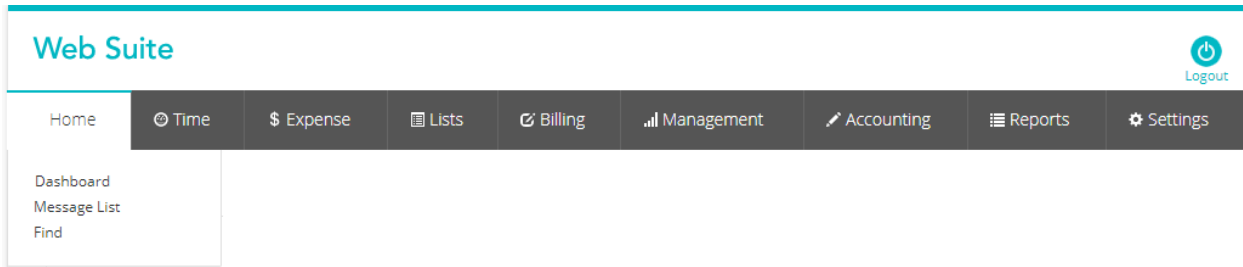 Web Suite
Logout
Home Time $ Expense Lists Billing Management Accounting Reports Settings
Dashboard
Message List
Find